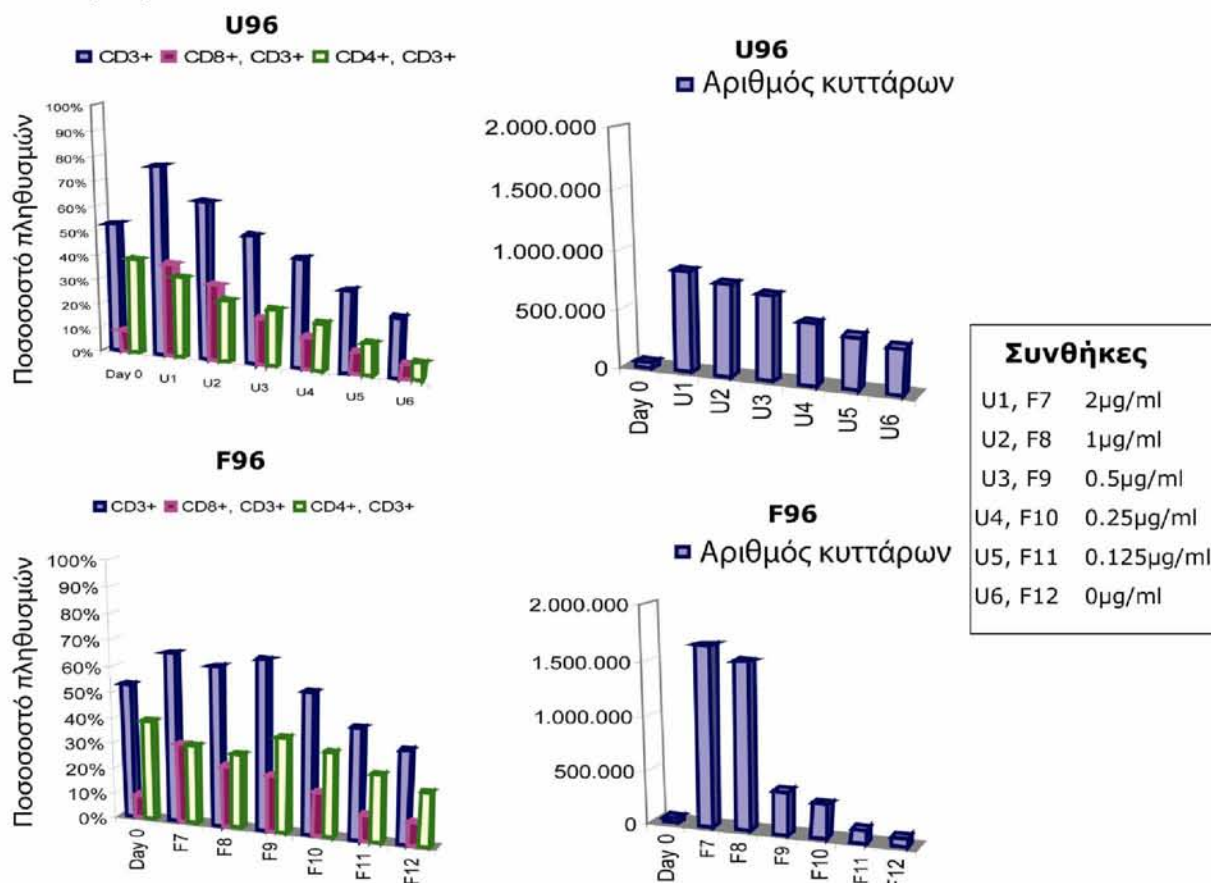 U96
CD3+ CD8+, CD3+ CD4+, CD3+
Ποσοσοστό πληθυσμών
100%
90%
80%
70%
60%
50%
40%
30%
20%
10%
0%
Day 0 U1 U2 U3 U4 U5 U6
U96
Αριθμός κυττάρων
2.000.000
1.500.000
1.000.000
500.000
0
Day 0 U1 U2 U3 U4 U5 U6
F96
CD3+ CD8+, CD3+ CD4+, CD3+
Ποσοσοστό πληθυσμών
100%
90%
80%
70%
60%
50%
40%
30%
20%
10%
0%
Day 0 F7 F8 F9 F10 F11 F12
F96
Αριθμός κυττάρων
2.000.000
1.500.000
1.000.000
500.000
0
Day 0 F7 F8 F9 F10 F11 F12
Συνθήκες
U1, F7 2μg/ml
U2, F8 1μg/ml
U3, F9 0.5μg/ml
U4, F10 0.25μg/ml
U5, F11 0.125μg/ml
U6, F12 0μg/ml